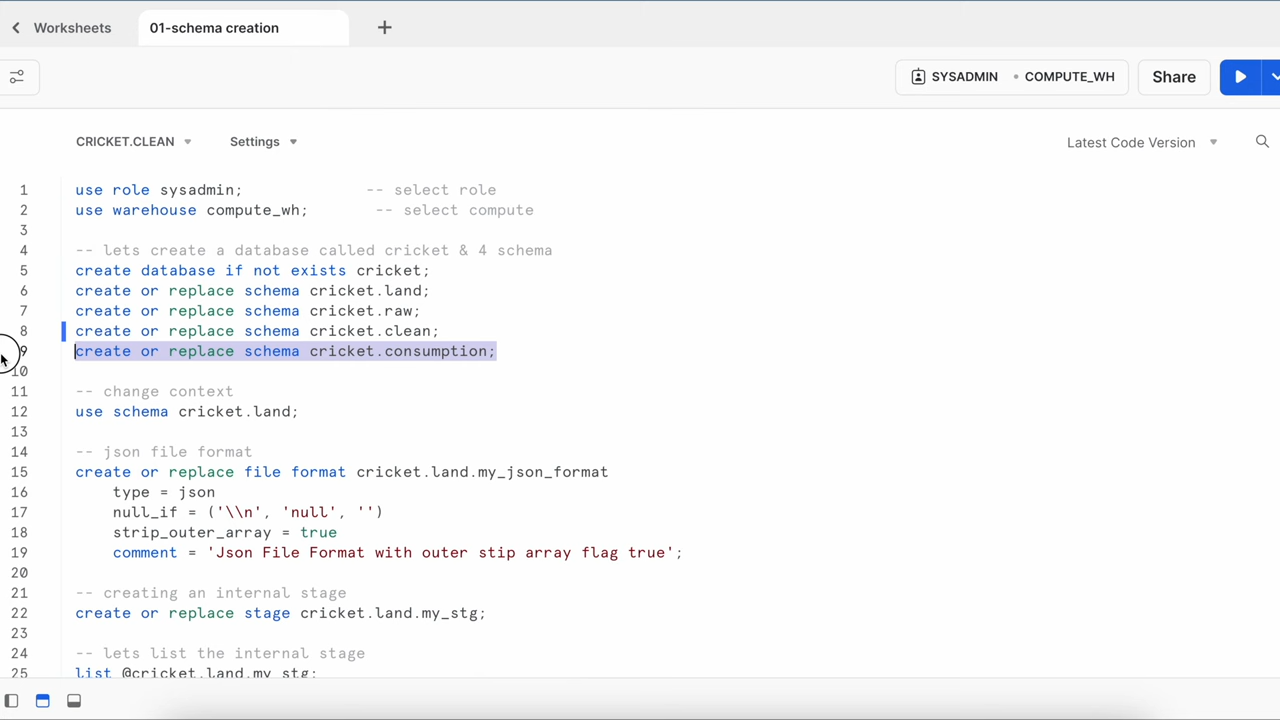 Worksheets 01-schema creation +
SYSADMIN • COMPUTE_WH Share
CRICKET.CLEAN Settings Latest Code Version
1 use role sysadmin; -- select role
2 use warehouse compute_wh; -- select compute
3
4 -- lets create a database called cricket & 4 schema
5 create database if not exists cricket;
6 create or replace schema cricket.land;
7 create or replace schema cricket.raw;
8 create or replace schema cricket.clean;
9 create or replace schema cricket.consumption;
10
11 -- change context
12 use schema cricket.land;
13
14 -- json file format
15 create or replace file format cricket.land.my_json_format
16 type = json
17 null_if = ('\\n', 'null', '')
18 strip_outer_array = true
19 comment = 'Json File Format with outer stip array flag true';
20
21 -- creating an internal stage
22 create or replace stage cricket.land.my_stg;
23
24 -- lets list the internal stage
25 list @cricket.land.my_stg;